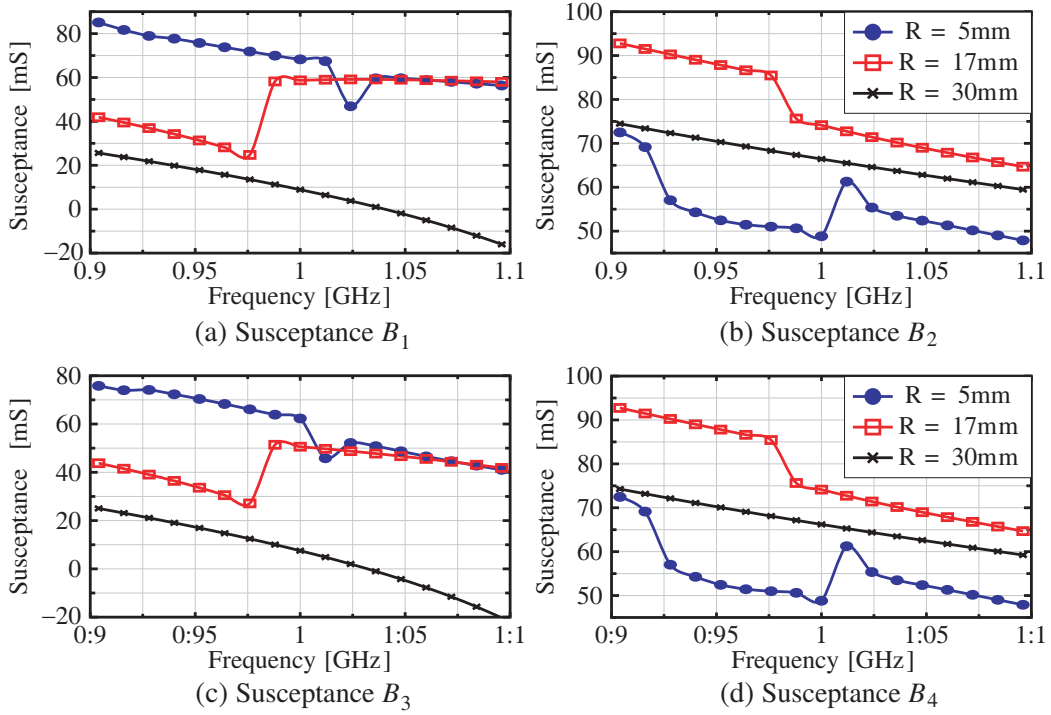 Susceptance [mS]
80
60
40
20
0
−20
0:9
0:95
1
1:05
1:1
Frequency [GHz]
(a) Susceptance B1
Susceptance [mS]
100
90
80
70
60
50
0:9
0:95
1
1:05
1:1
Frequency [GHz]
R = 5mm
R = 17mm
R = 30mm
(b) Susceptance B2
Susceptance [mS]
80
60
40
20
0
−20
0:9
0:95
1
1:05
1:1
Frequency [GHz]
(c) Susceptance B3
Susceptance [mS]
100
90
80
70
60
50
0:9
0:95
1
1:05
1:1
Frequency [GHz]
R = 5mm
R = 17mm
R = 30mm
(d) Susceptance B4